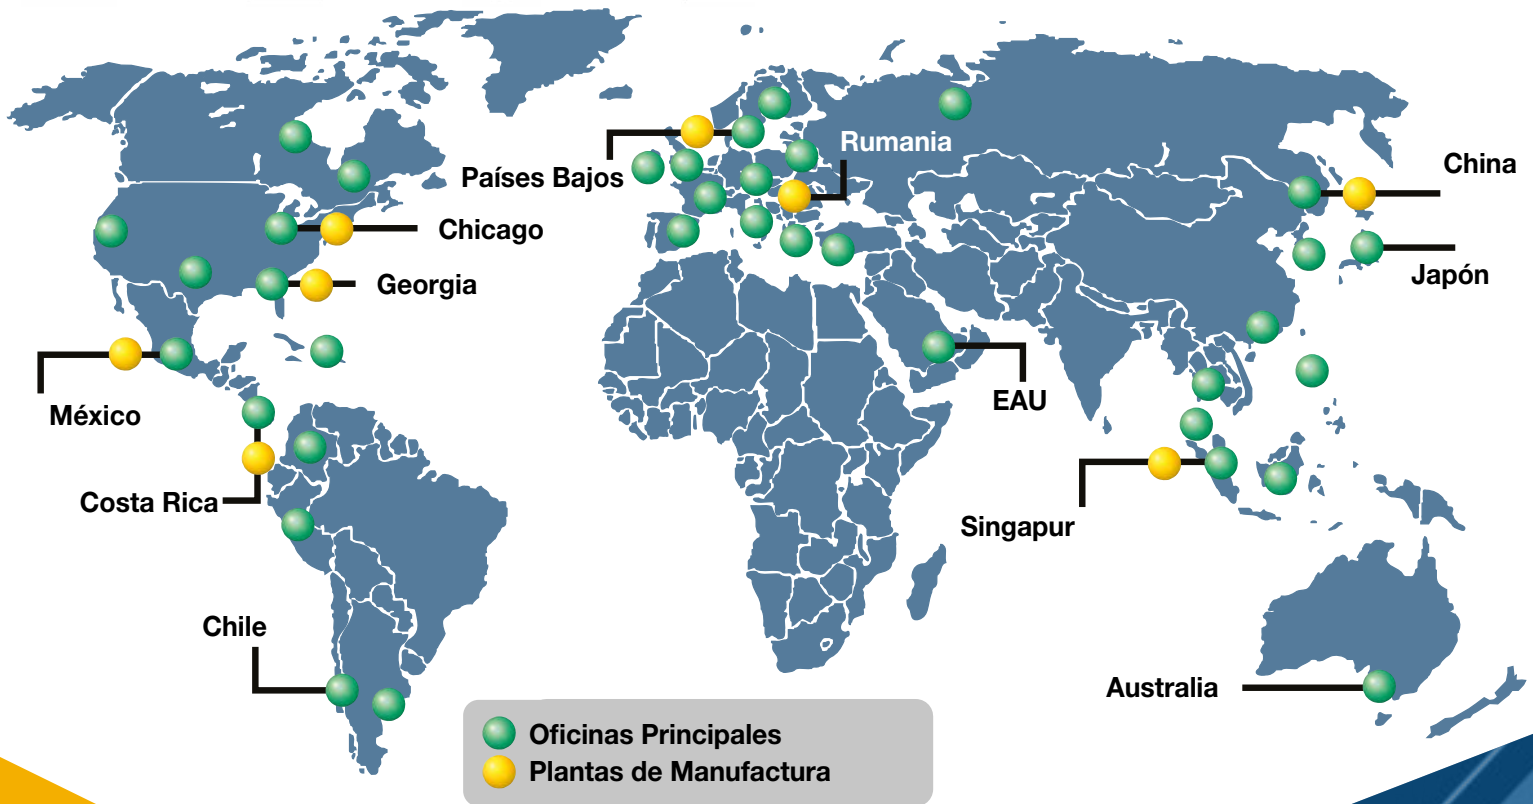 Rumania
China
Países Bajos
Chicago
Japón
Georgia
México
EAU
Costa Rica
Singapur
Chile
Australia
Oficinas Principales
Plantas de Manufactura